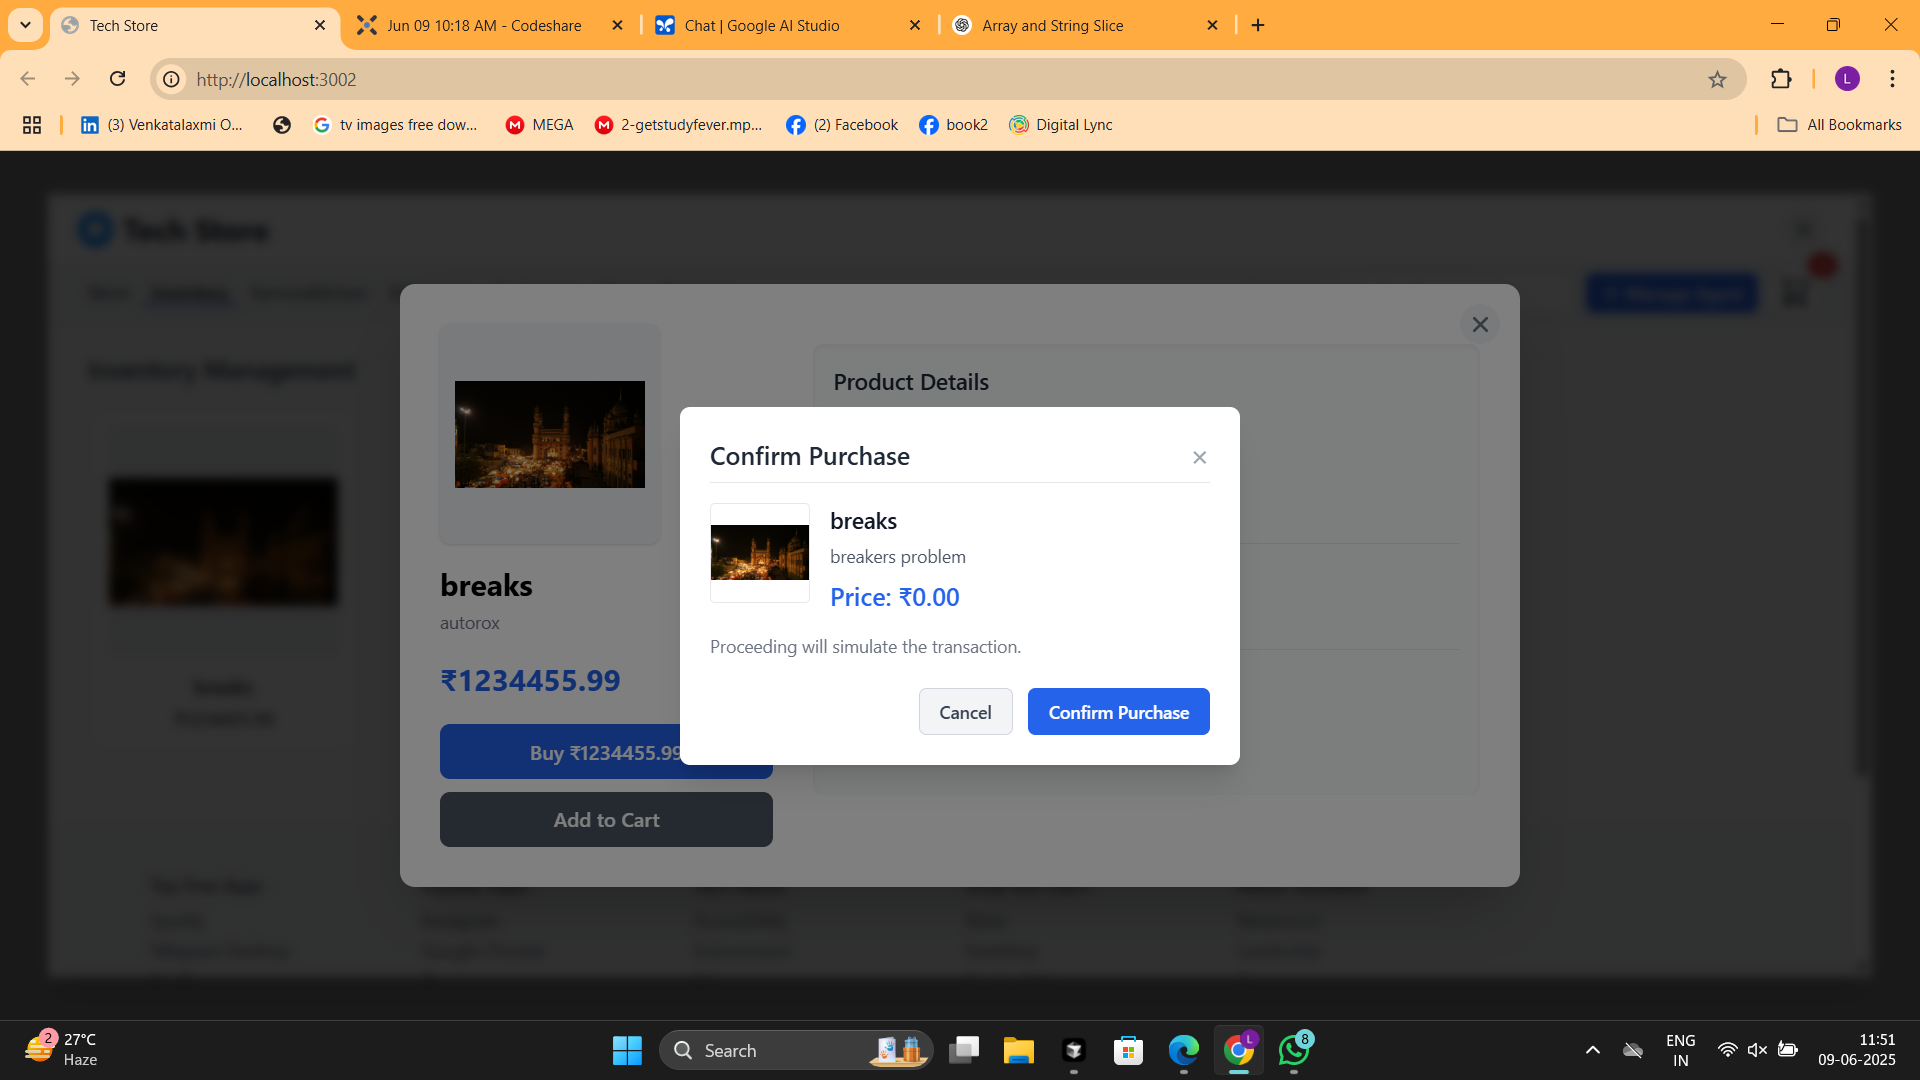 Tech Store
Jun 09 10:18 AM - Codeshare
Chat | Google AI Studio
Array and String Slice
http://localhost:3002
L
(3) Venkatalaxmi O...
tv images free dow...
MEGA
2-getstudyfever.mp...
(2) Facebook
book2
Digital Lync
All Bookmarks
Tech Store
Inventory
Manage Agent
Inventory Management
Product Details
Confirm Purchase
breaks
breakers problem
Price: ₹0.00
Proceeding will simulate the transaction.
Cancel
Confirm Purchase
breaks
autorox
₹1234455.99
Buy ₹1234455.99
Add to Cart
2
27°C
Haze
Search
L
8
ENG
IN
11:51
09-06-2025